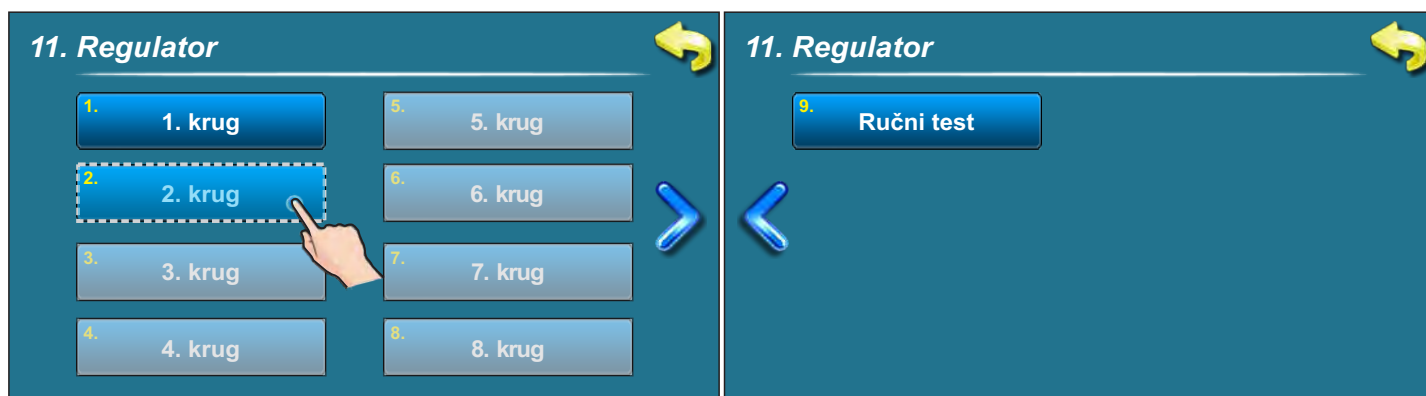 11. Regulator
1. 1. krug
2. 2. krug
3. 3. krug
4. 4. krug
5. 5. krug
6. 6. krug
7. 7. krug
8. 8. krug
11. Regulator
9. Ručni test